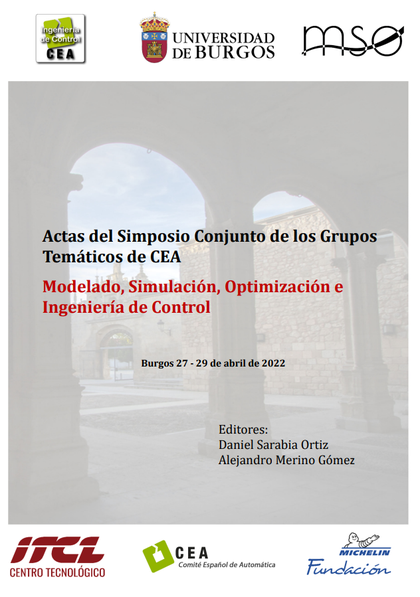 Ingeniería
de Control
CEA
UNIVERSIDAD
DE BURGOS
mso
Actas del Simposio Conjunto de los Grupos
Temáticos de CEA
Modelado, Simulación, Optimización e
Ingeniería de Control
Burgos 27 - 29 de abril de 2022
Editores:
Daniel Sarabia Ortiz
Alejandro Merino Gómez
ITCL
CENTRO TECNOLÓGICO
CEA
Comité Español de Automática
MICHELIN
Fundación